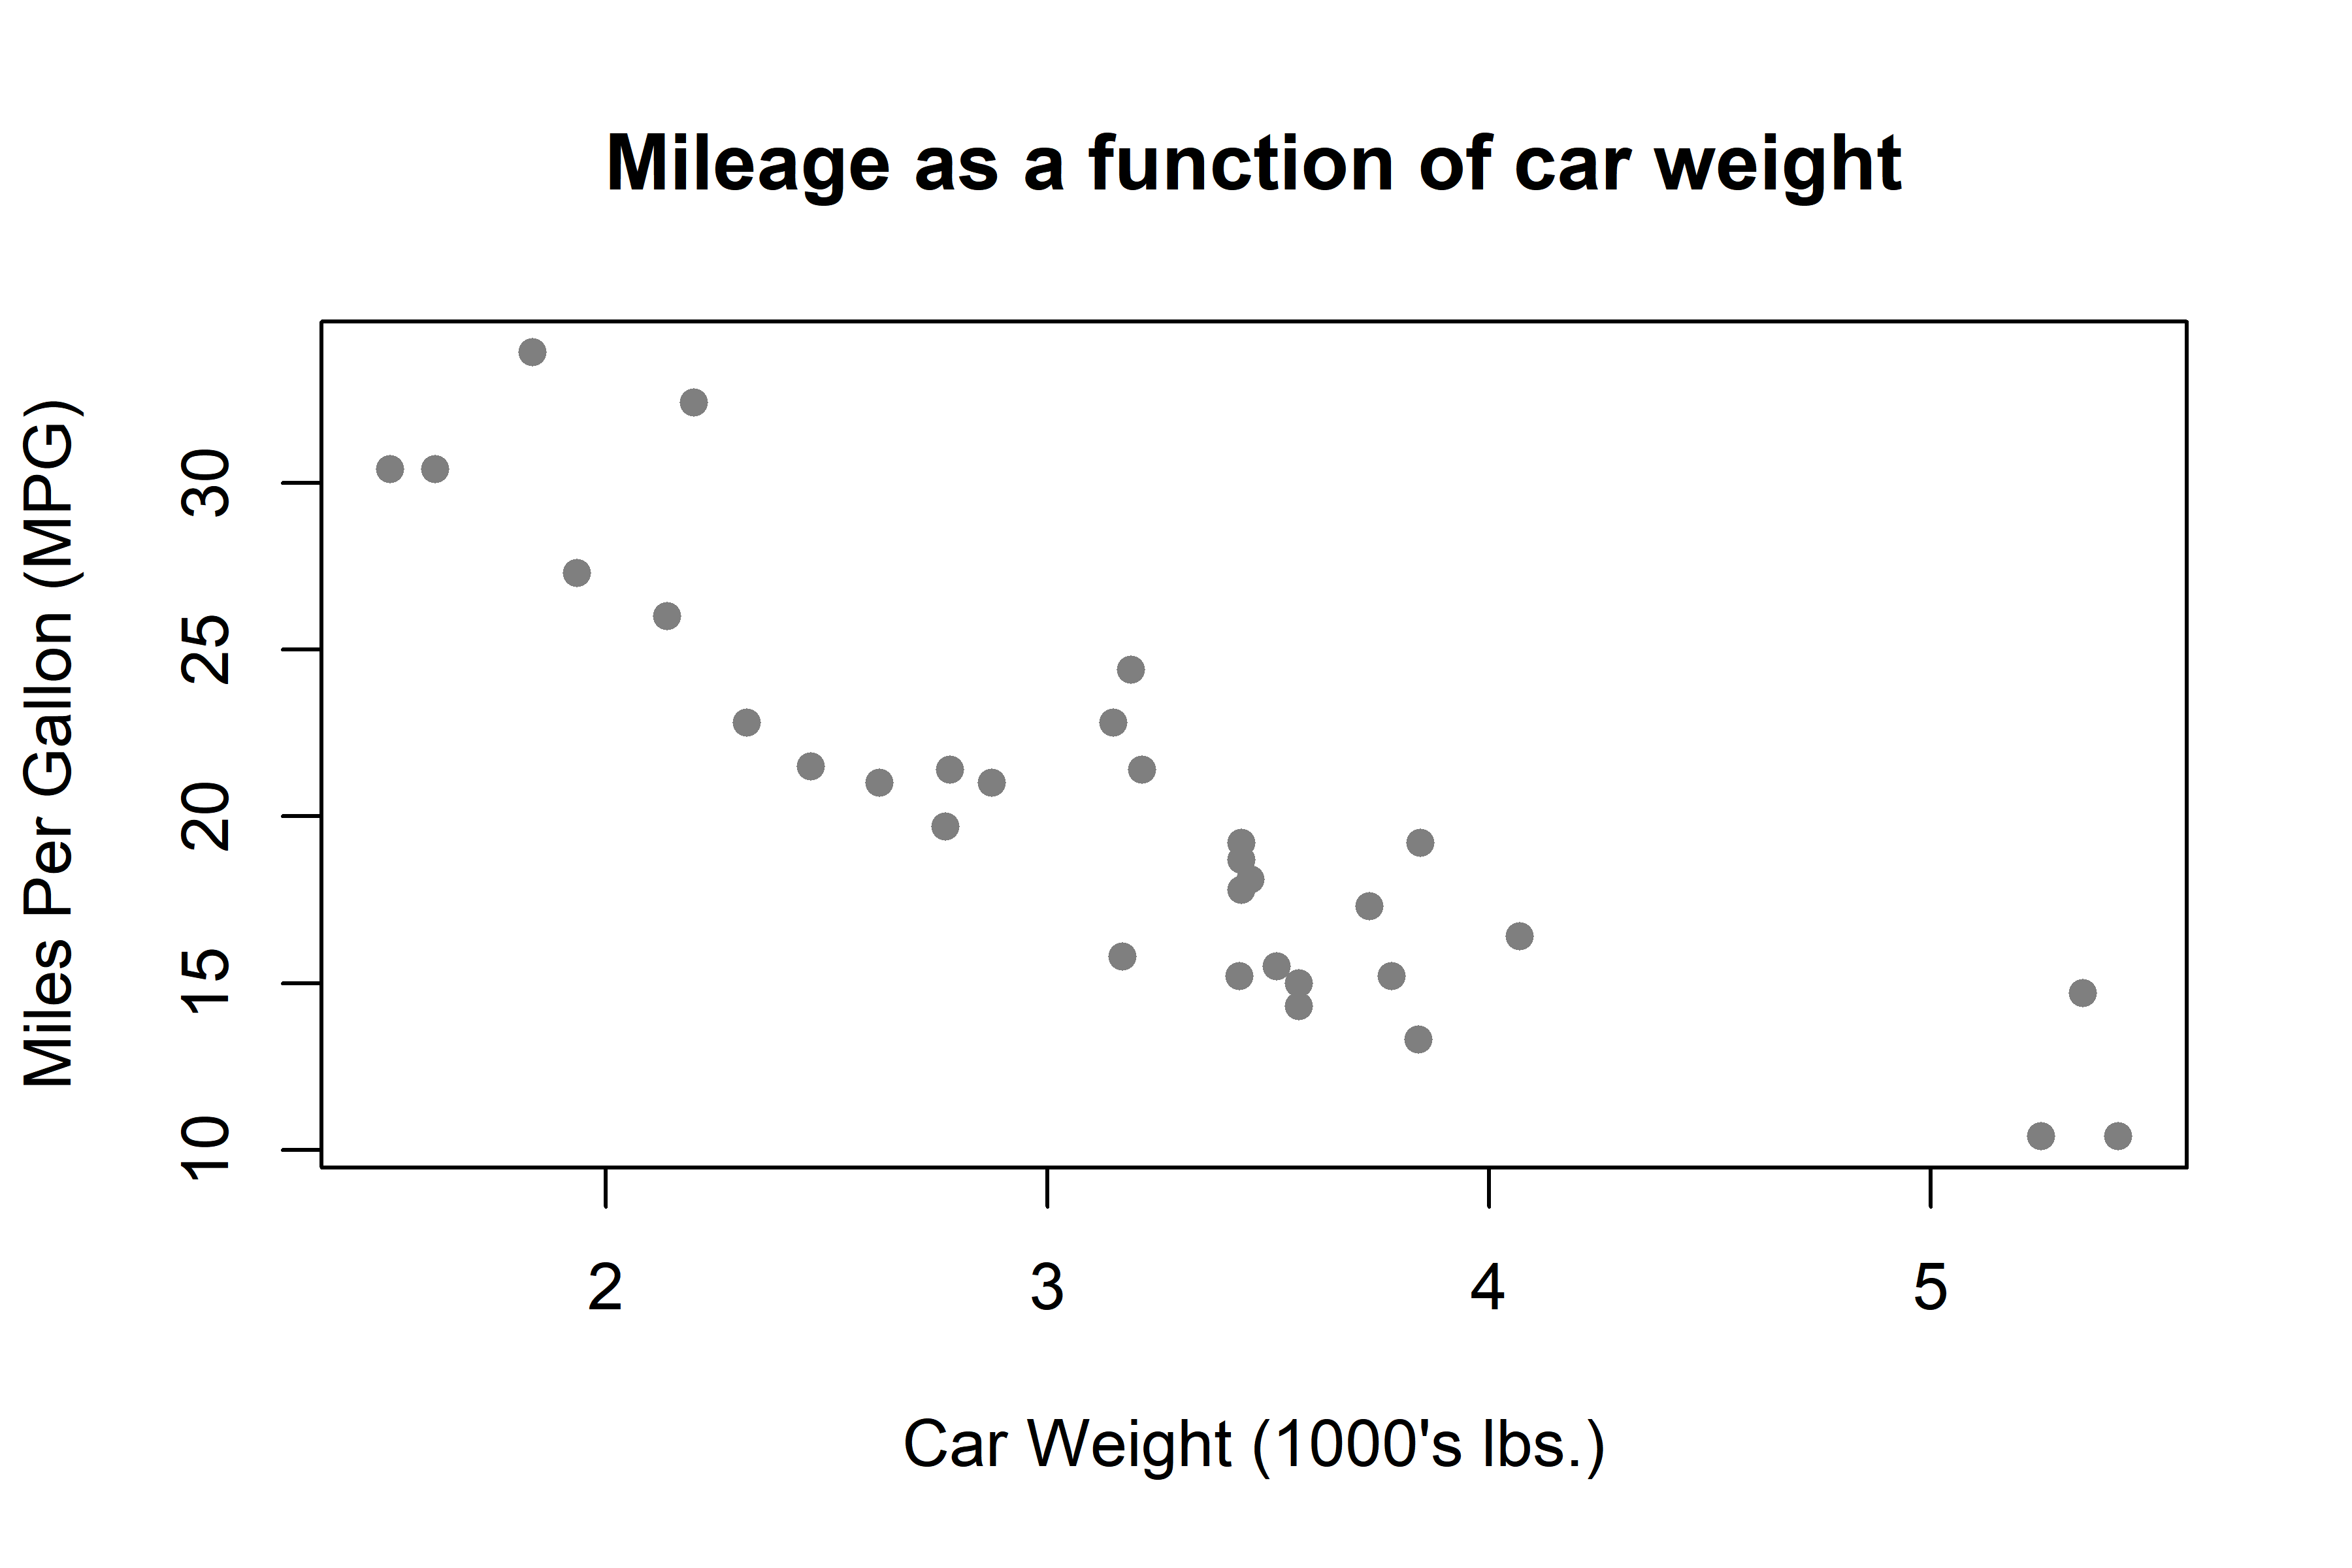 Mileage as a function of car weight
Miles Per Gallon (MPG)
30
25
20
15
10
2 3 4 5
Car Weight (1000's lbs.)